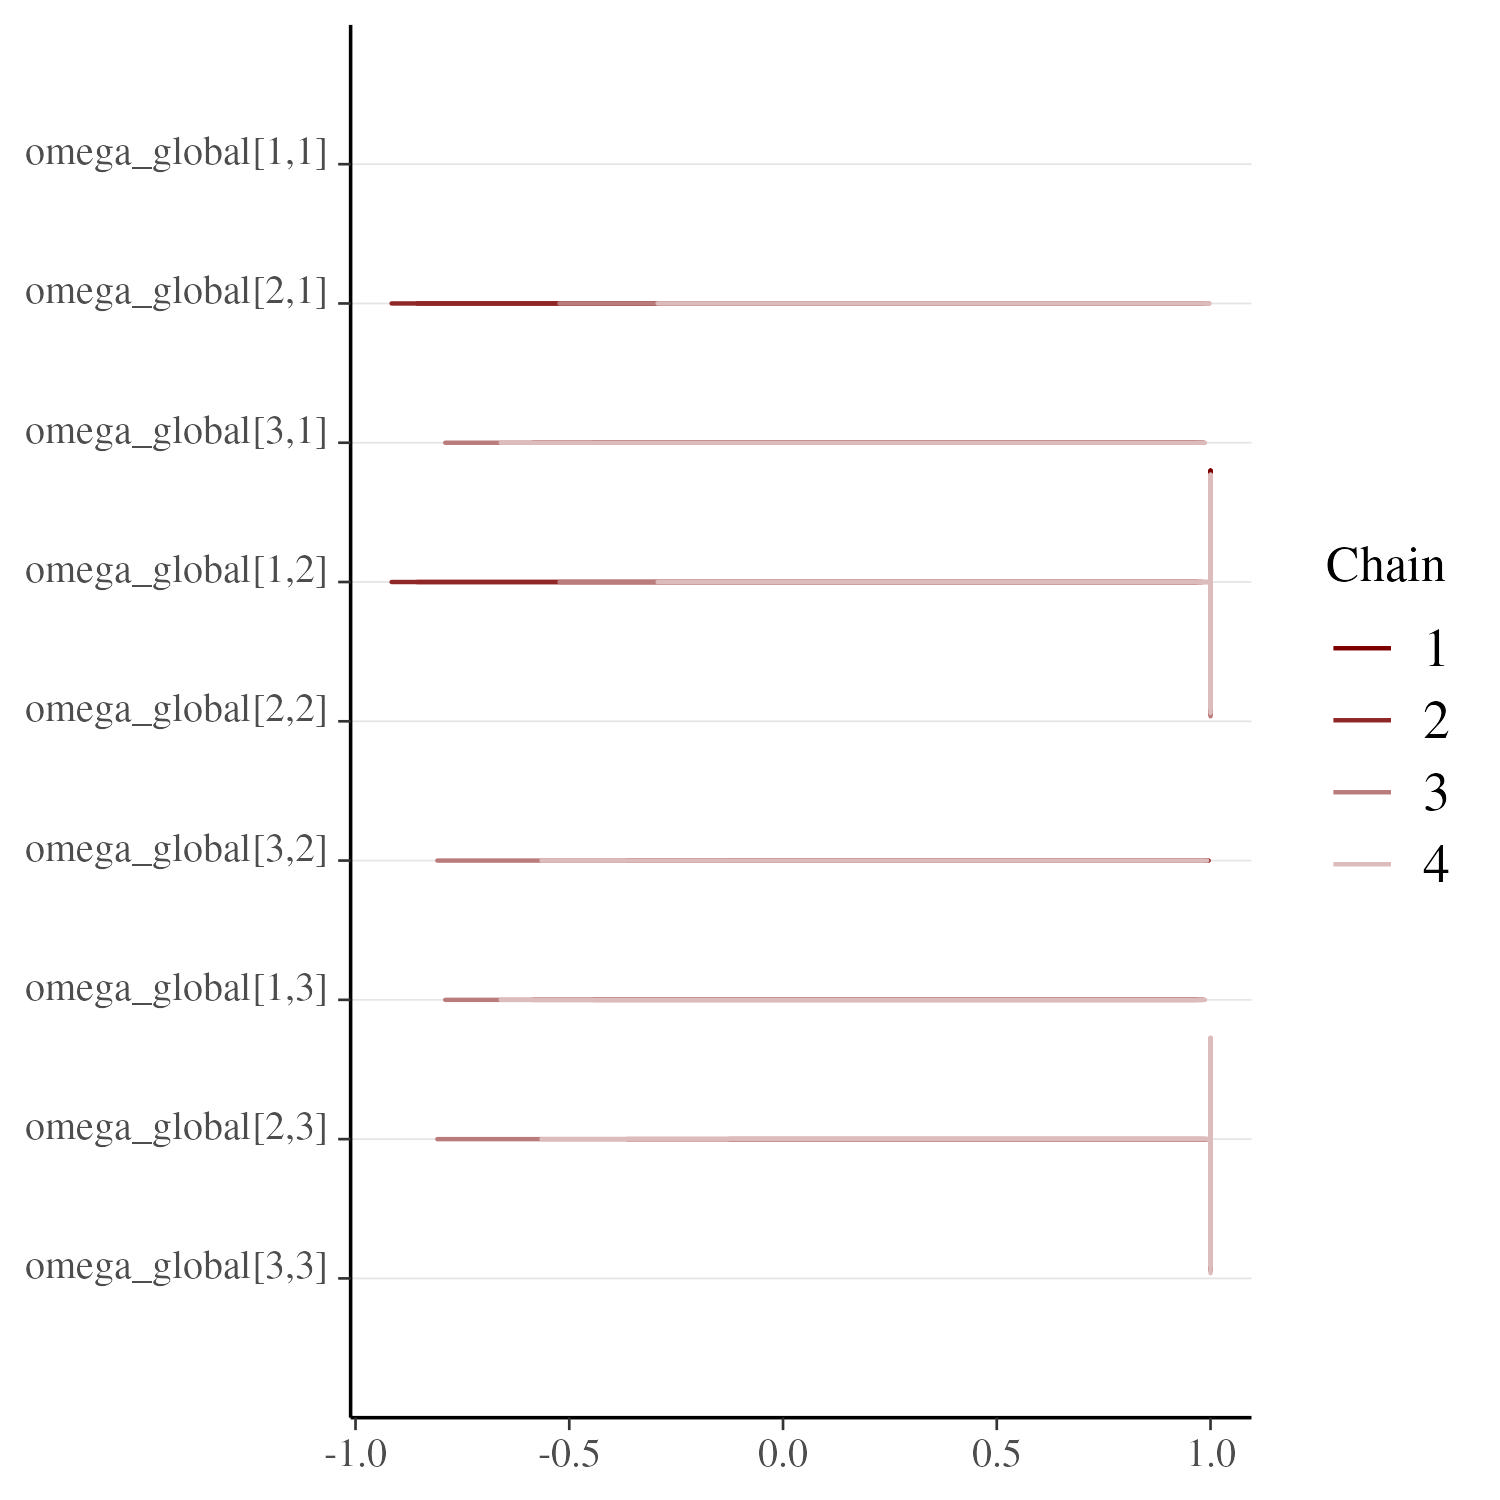 omega_global[1,1]
omega_global[2,1]
omega_global[3,1]
omega_global[1,2]
omega_global[2,2]
omega_global[3,2]
omega_global[1,3]
omega_global[2,3]
omega_global[3,3]
-1.0 -0.5 0.0 0.5 1.0
Chain
1
2
3
4